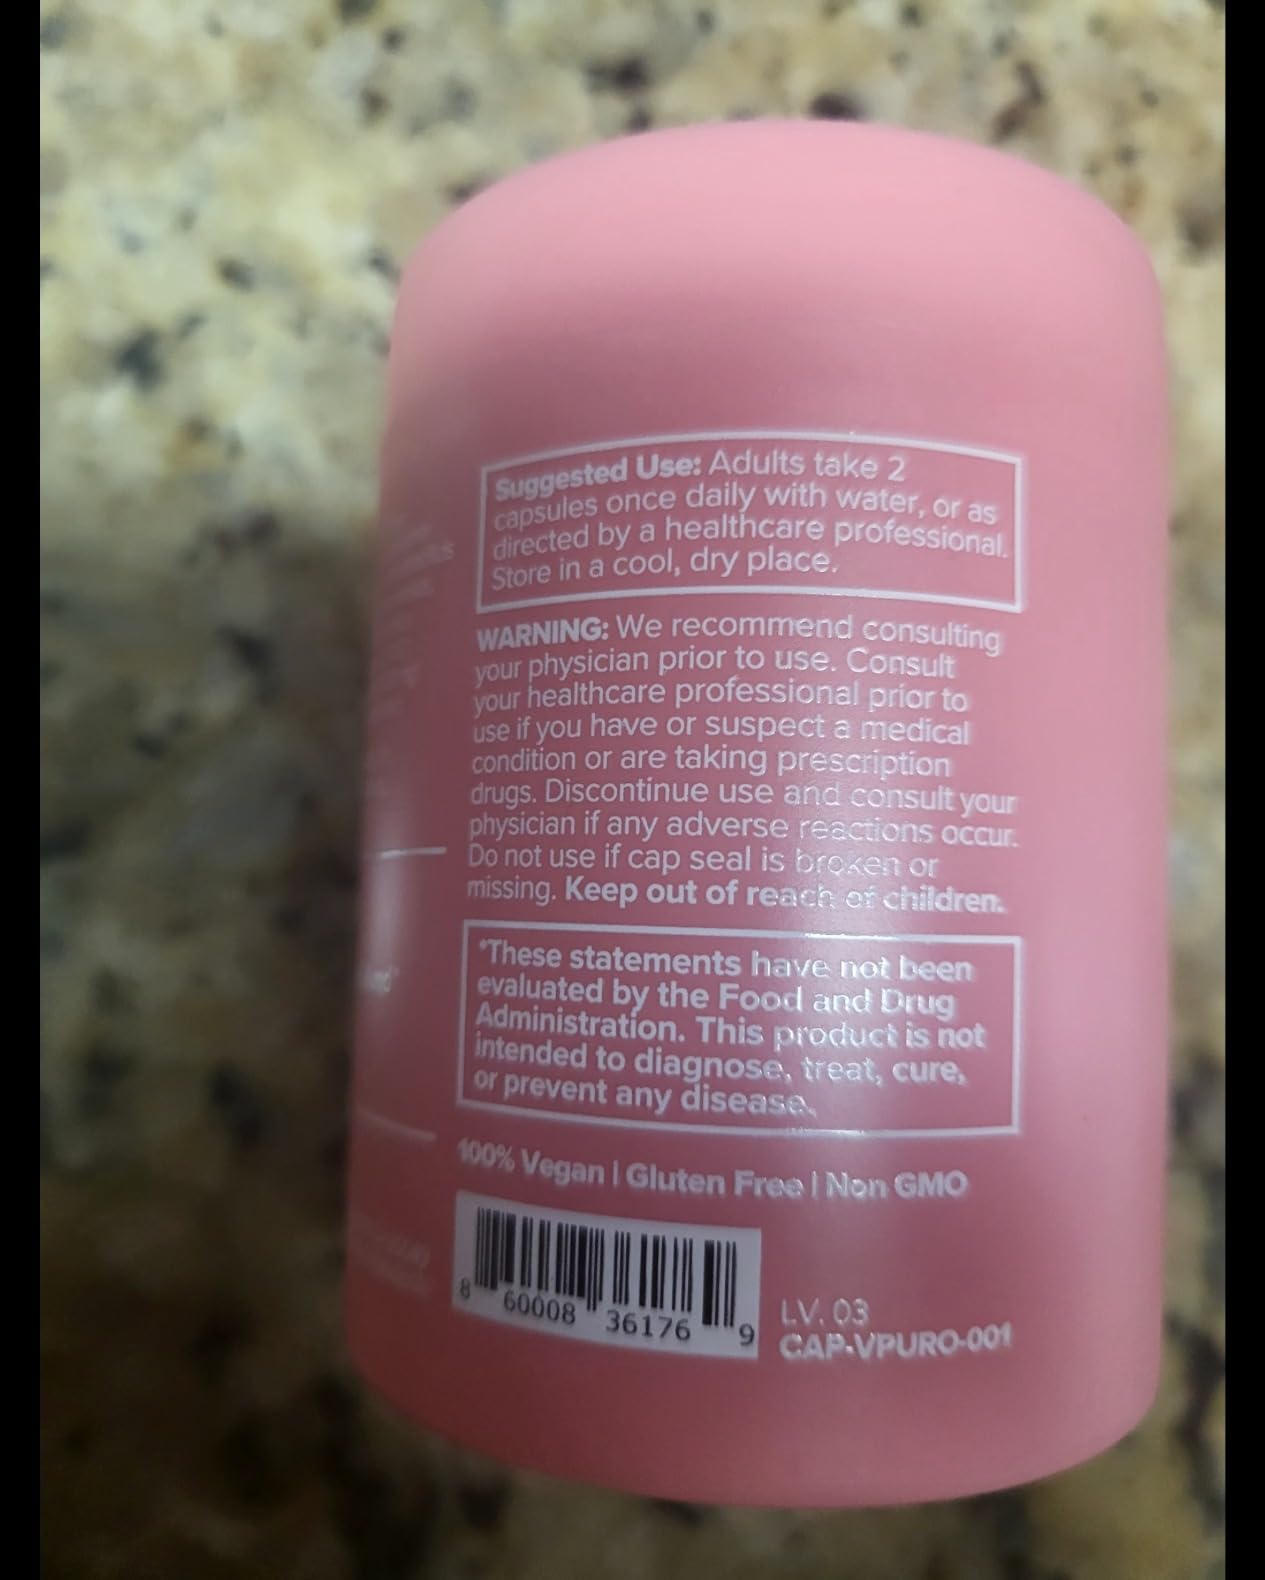 Suggested Use: Adults take 2
capsules once daily with water, or as
directed by a healthcare professional.
Store in a cool, dry place.
WARNING: We recommend consulting
your physician prior to use. Consult
your healthcare professional prior to
use if you have or suspect a medical
condition or are taking prescription
drugs. Discontinue use and consult your
physician if any adverse reactions occur.
Do not use if cap seal is broken or
missing. Keep out of reach of children.
*These statements have not been
evaluated by the Food and Drug
Administration. This product is not
intended to diagnose, treat, cure,
or prevent any disease.
100% Vegan | Gluten Free | Non GMO
8 60008 36176 9
LV. 03
CAP-VPURO-001